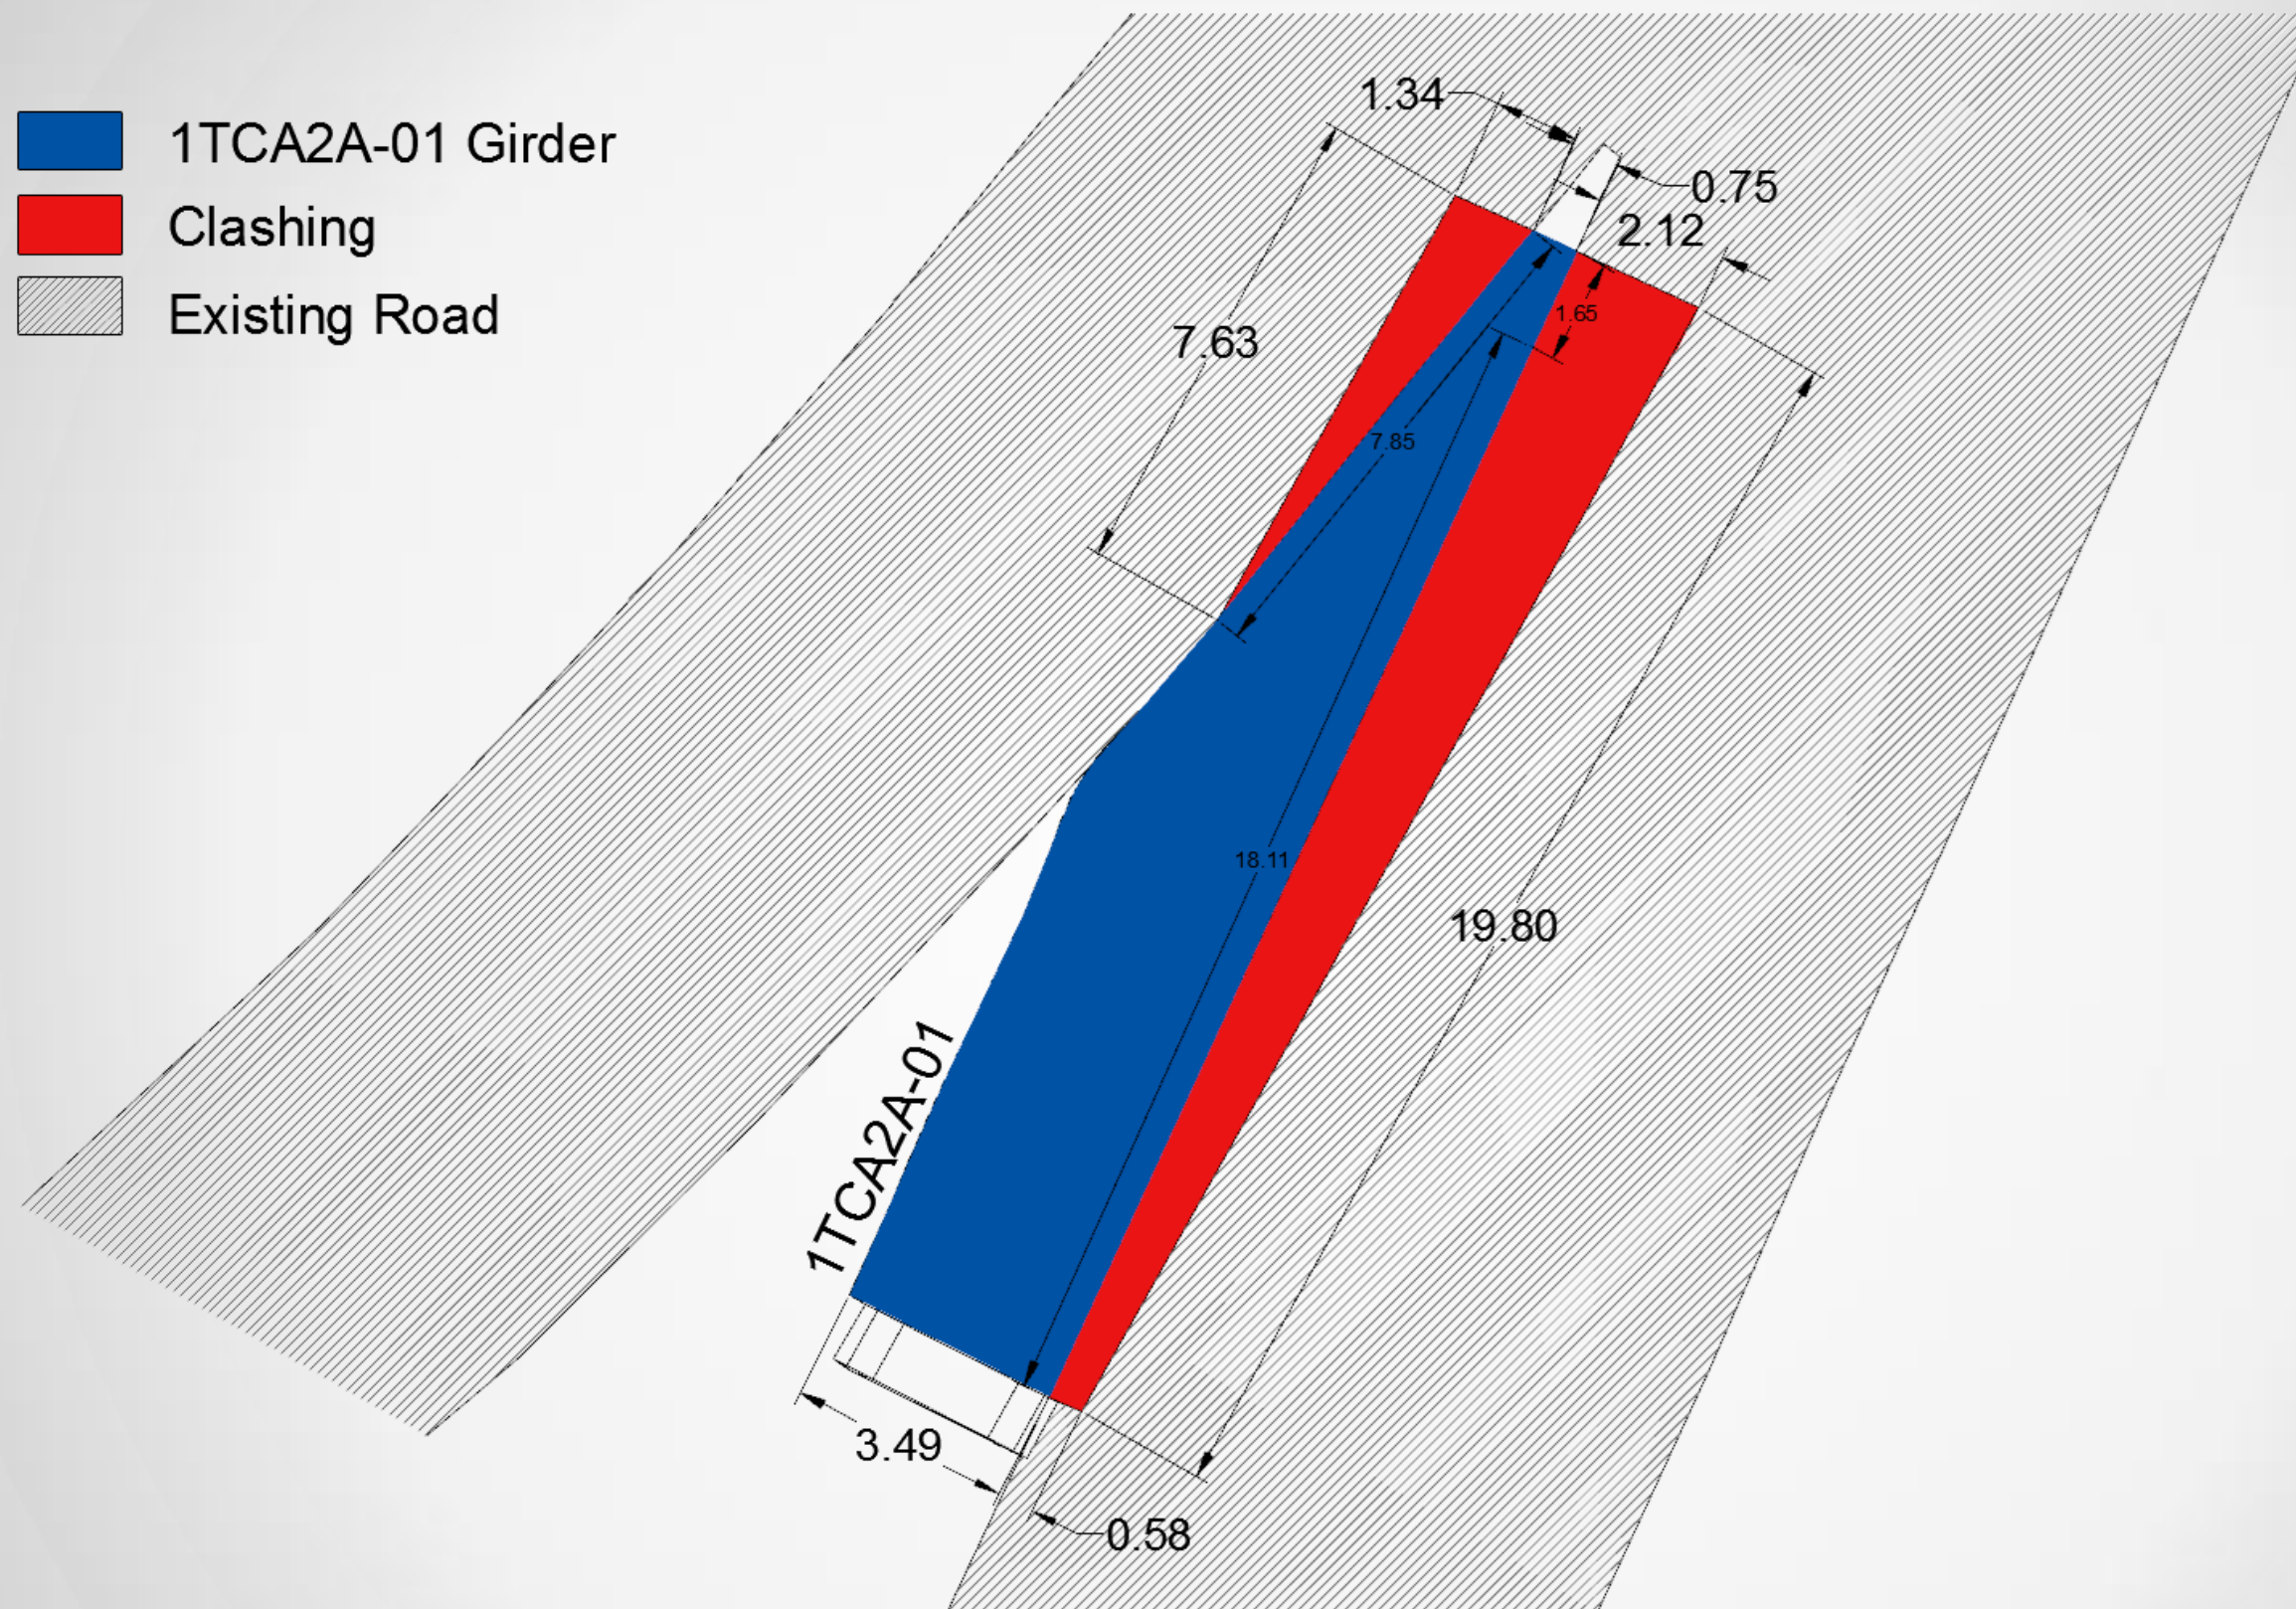 1TCA2A-01 Girder
Clashing
Existing Road
1.34
0.75
2.12
1.65
7.63
7.85
18.11
19.80
1TCA2A-01
3.49
0.58